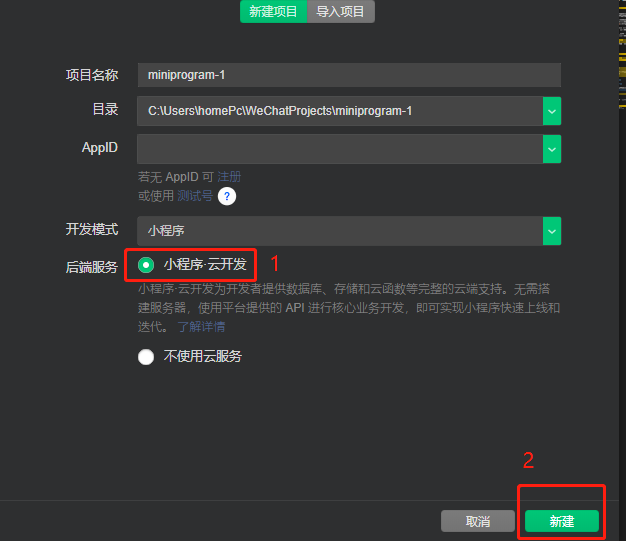 新建项目 导入项目
项目名称 miniprogram-1
目录 C:\Users\homePc\WeChatProjects\miniprogram-1
AppID
若无 AppID 可 注册
或使用 测试号 ?
开发模式 小程序
后端服务 小程序·云开发 1
小程序·云开发为开发者提供数据库、存储和云函数等完整的云端支持。无需搭
建服务器，使用平台提供的 API 进行核心业务开发，即可实现小程序快速上线和
迭代。 了解详情
不使用云服务
2
取消 新建